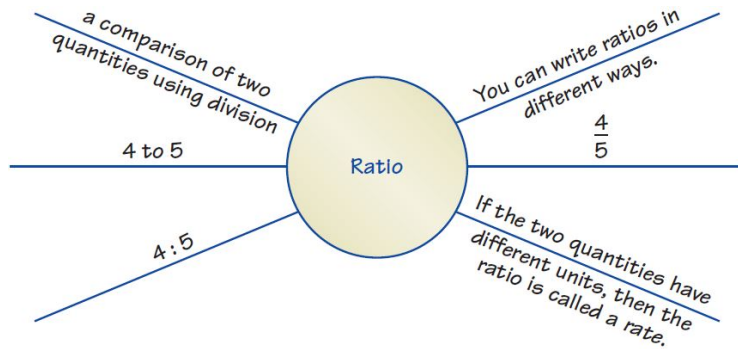 a comparison of two
quantities using division
You can write ratios in
different ways.
4 to 5
Ratio
4
5
4 : 5
If the two quantities have
different units, then the
ratio is called a rate.